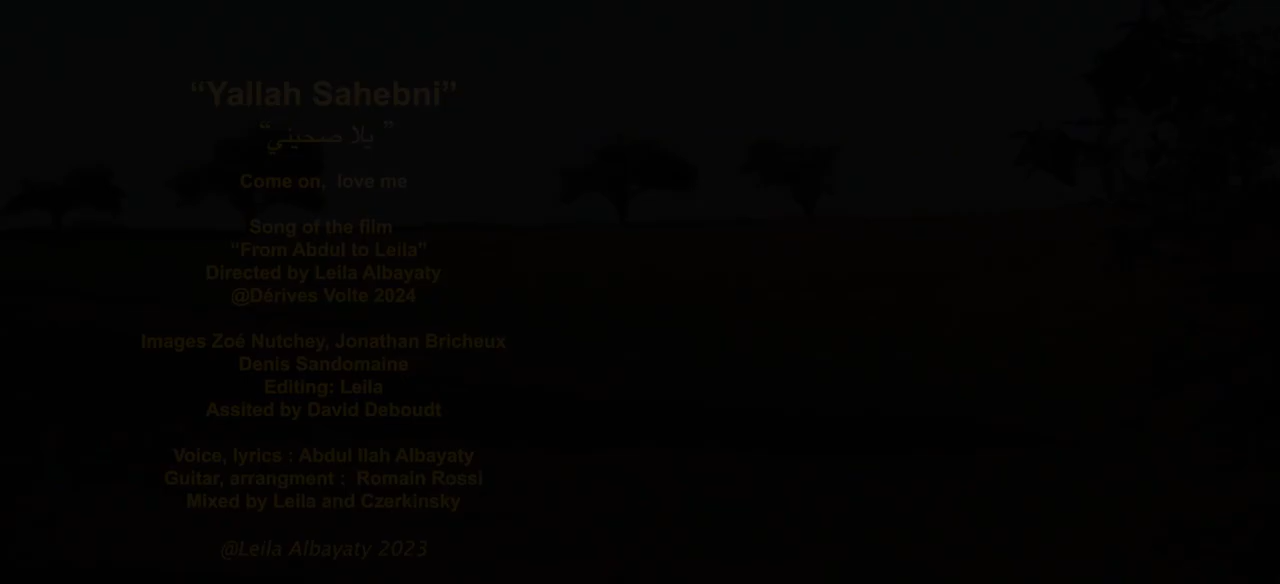 “Yallah Sahebni”
“يلا صحبني”
Come on, love me
Song of the film
“From Abdul to Leila”
Directed by Leila Albayaty
@Dérives Volte 2024
Images Zoé Nutchey, Jonathan Bricheux
Denis Sandomaine
Editing: Leila
Assited by David Deboudt
Voice, lyrics : Abdul Ilah Albayaty
Guitar, arrangment : Romain Rossi
Mixed by Leila and Czerkinsky
@Leila Albayaty 2023